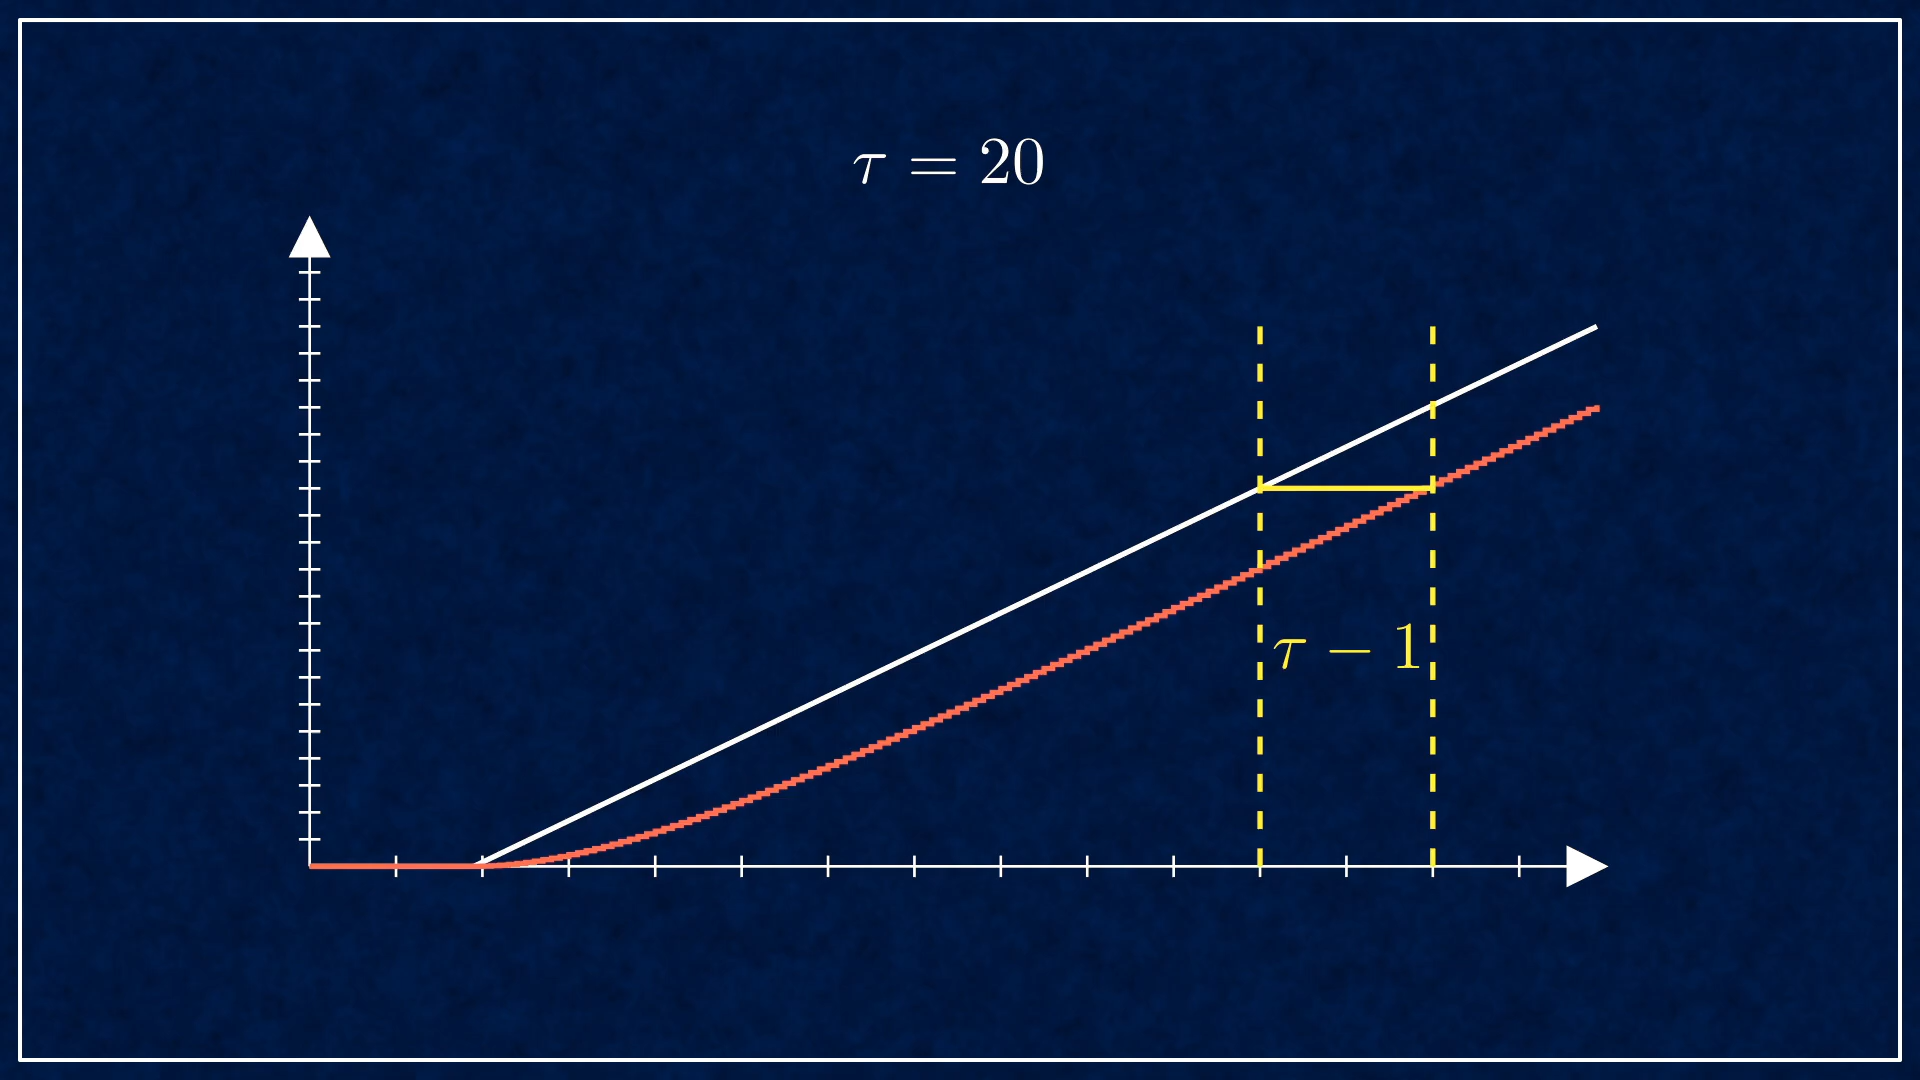 τ = 20
τ − 1